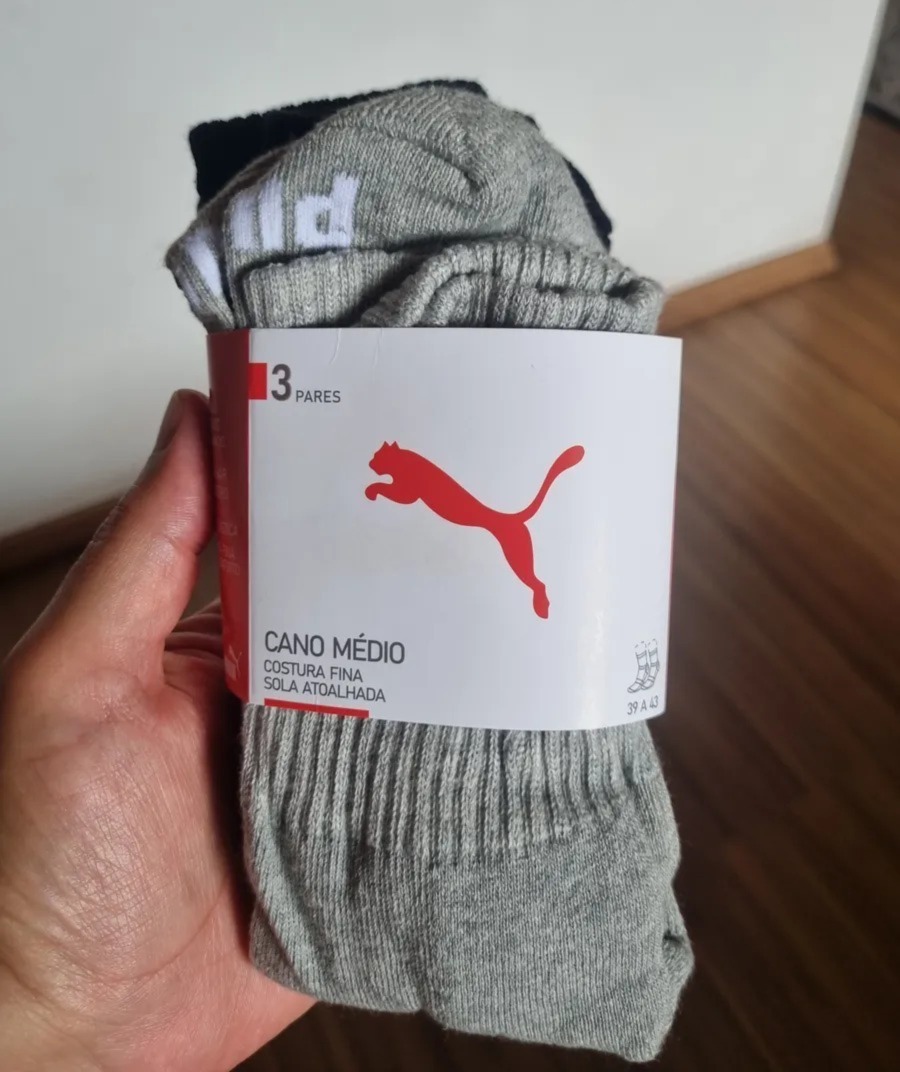 3 PARES
CANO MÉDIO
COSTURA FINA
SOLA ATOALHADA
39 A 43